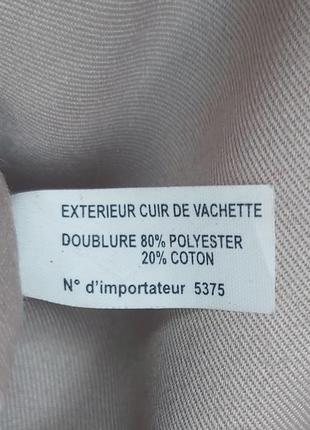 EXTERIEUR CUIR DE VACHETTE
DOUBLURE 80% POLYESTER
20% COTON
N° d'importateur 5375